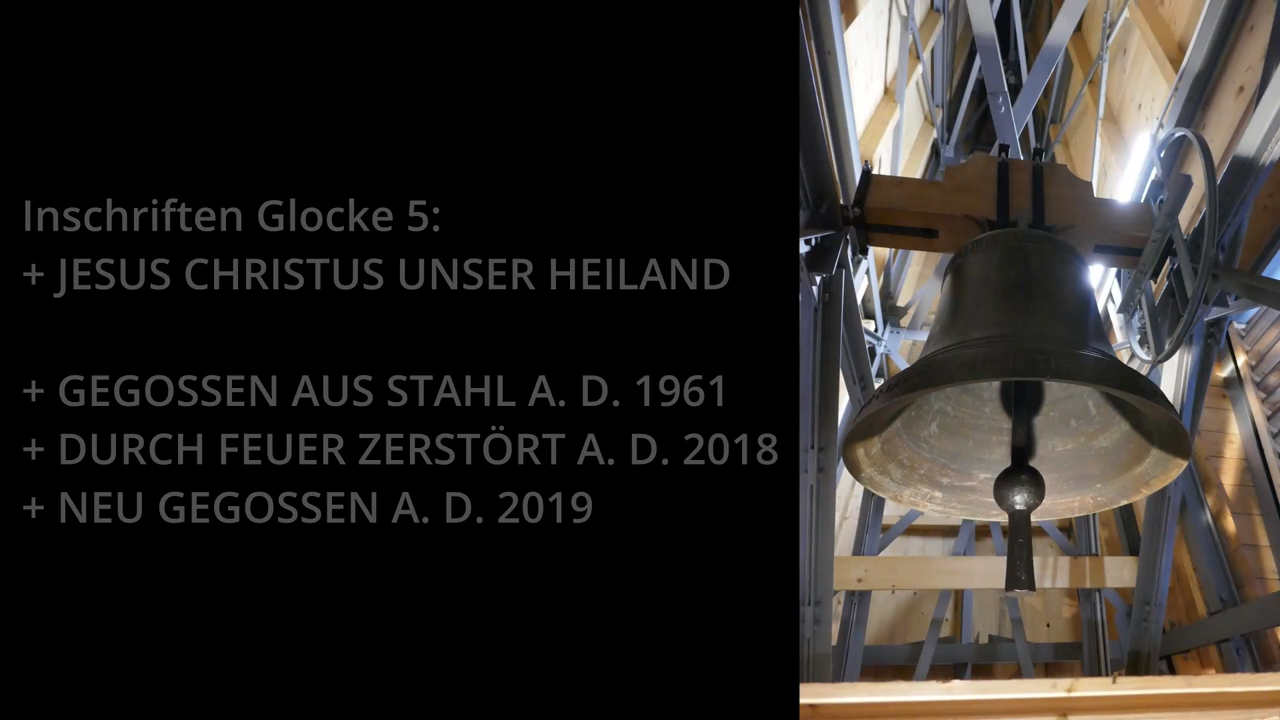 Inschriften Glocke 5:
+ JESUS CHRISTUS UNSER HEILAND
+ GEGOSSEN AUS STAHL A. D. 1961
+ DURCH FEUER ZERSTÖRT A. D. 2018
+ NEU GEGOSSEN A. D. 2019